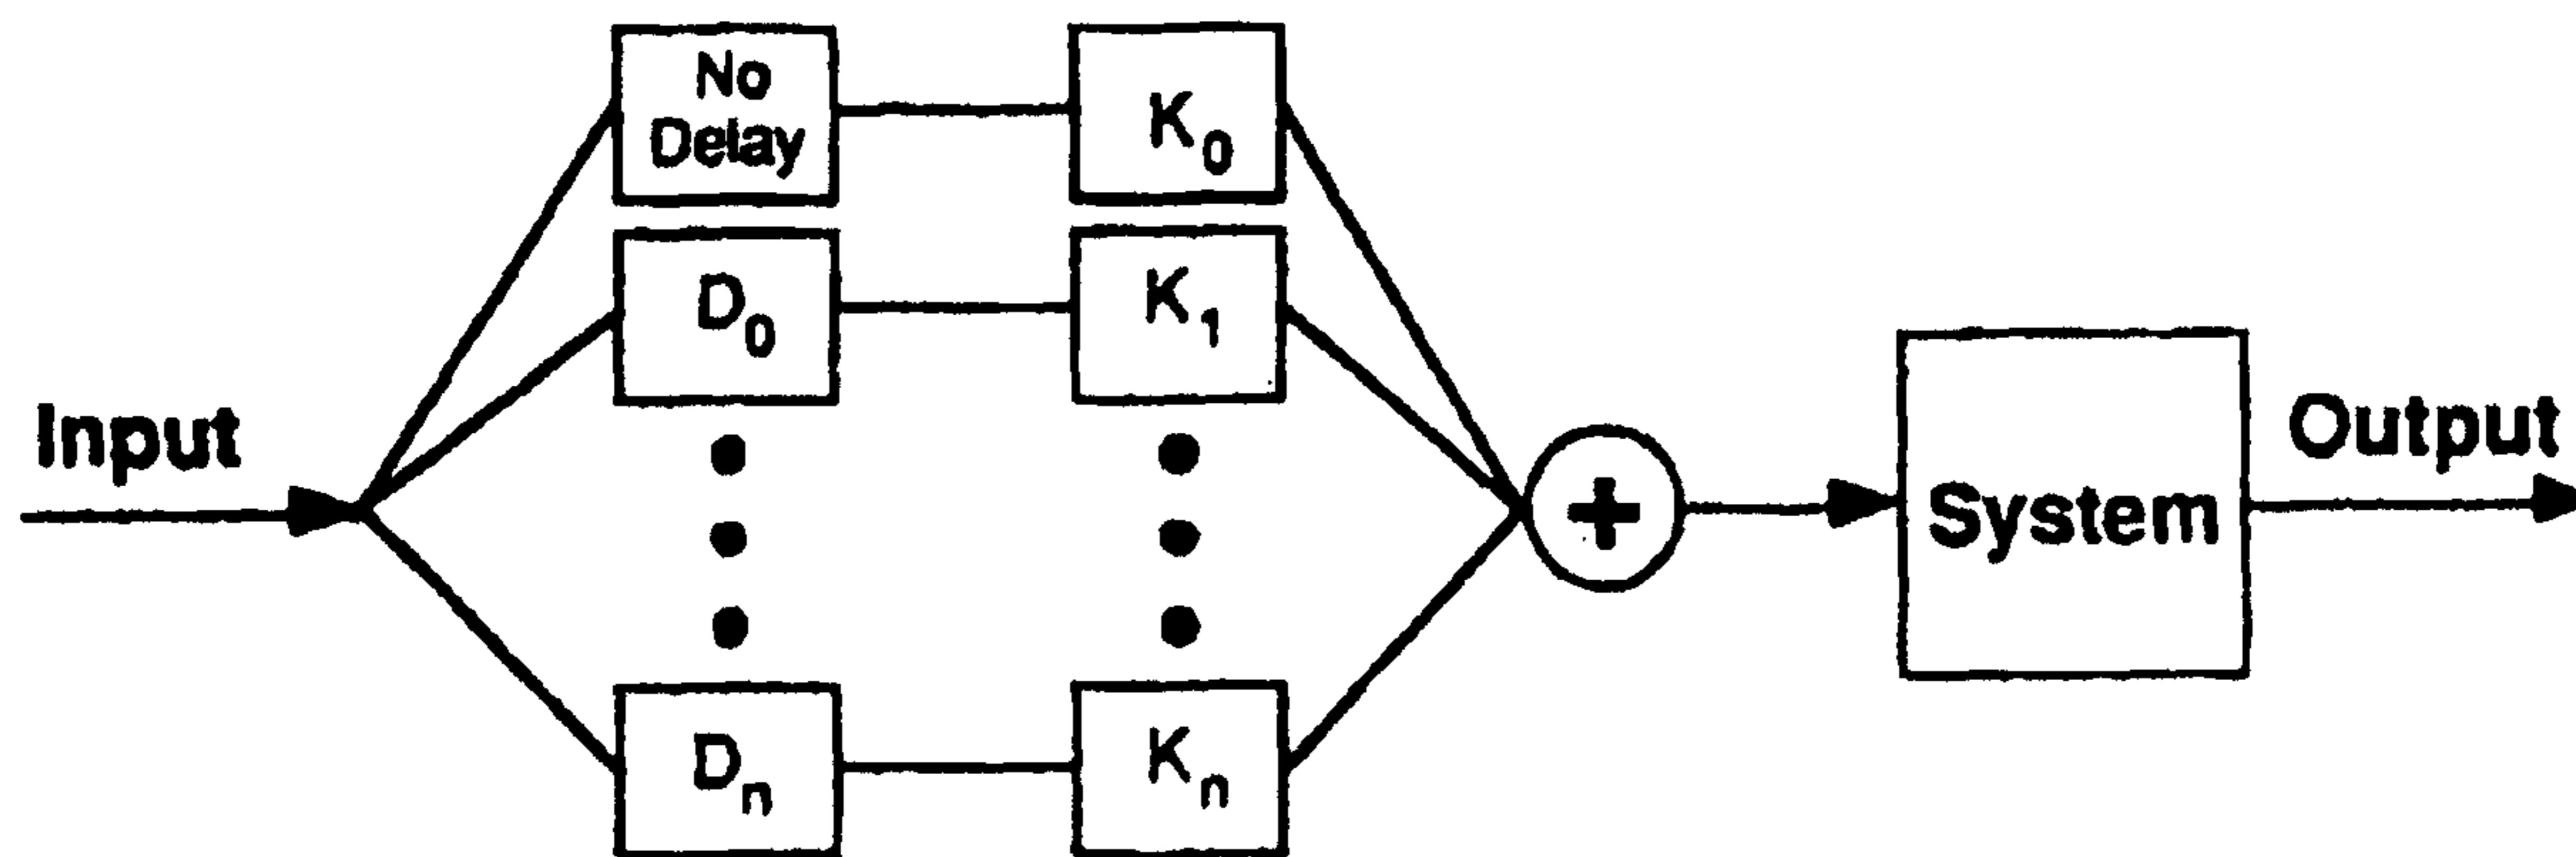 No
Delay
K0
D0
K1
Input
Output
+
System
Dn
Kn